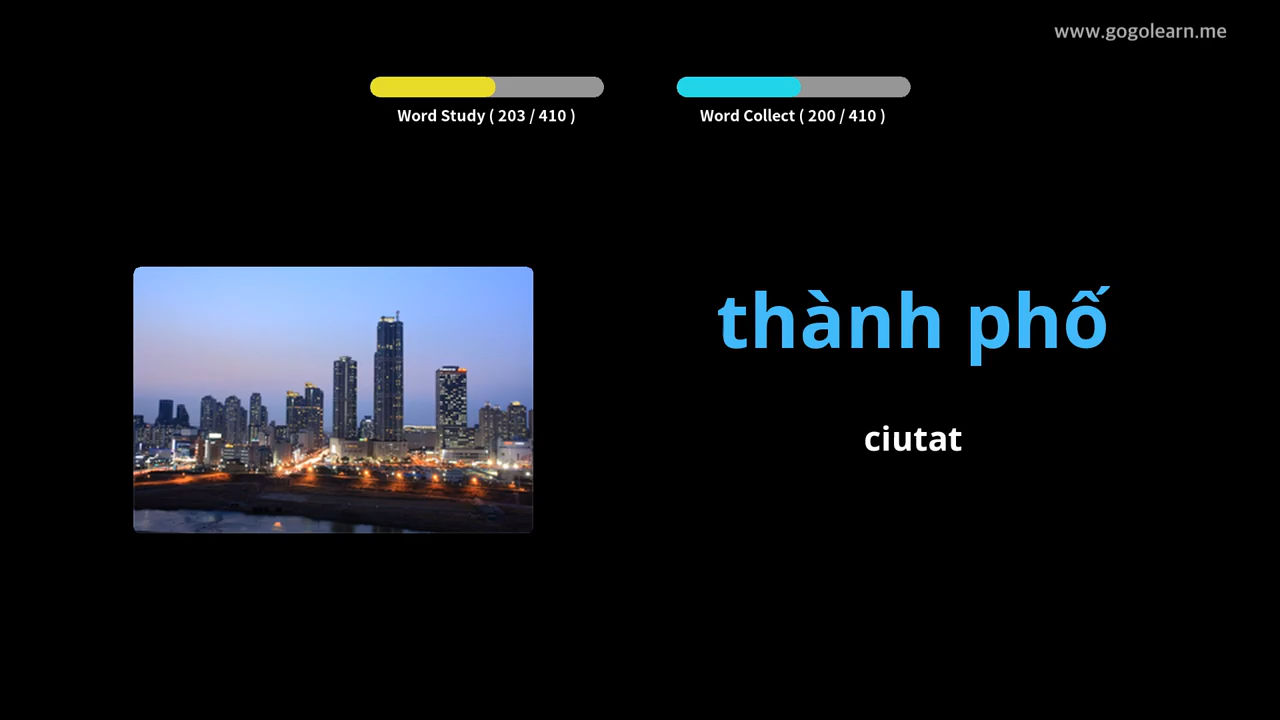 www.gogolearn.me
Word Study ( 203 / 410 )
Word Collect ( 200 / 410 )
thành phố
ciutat